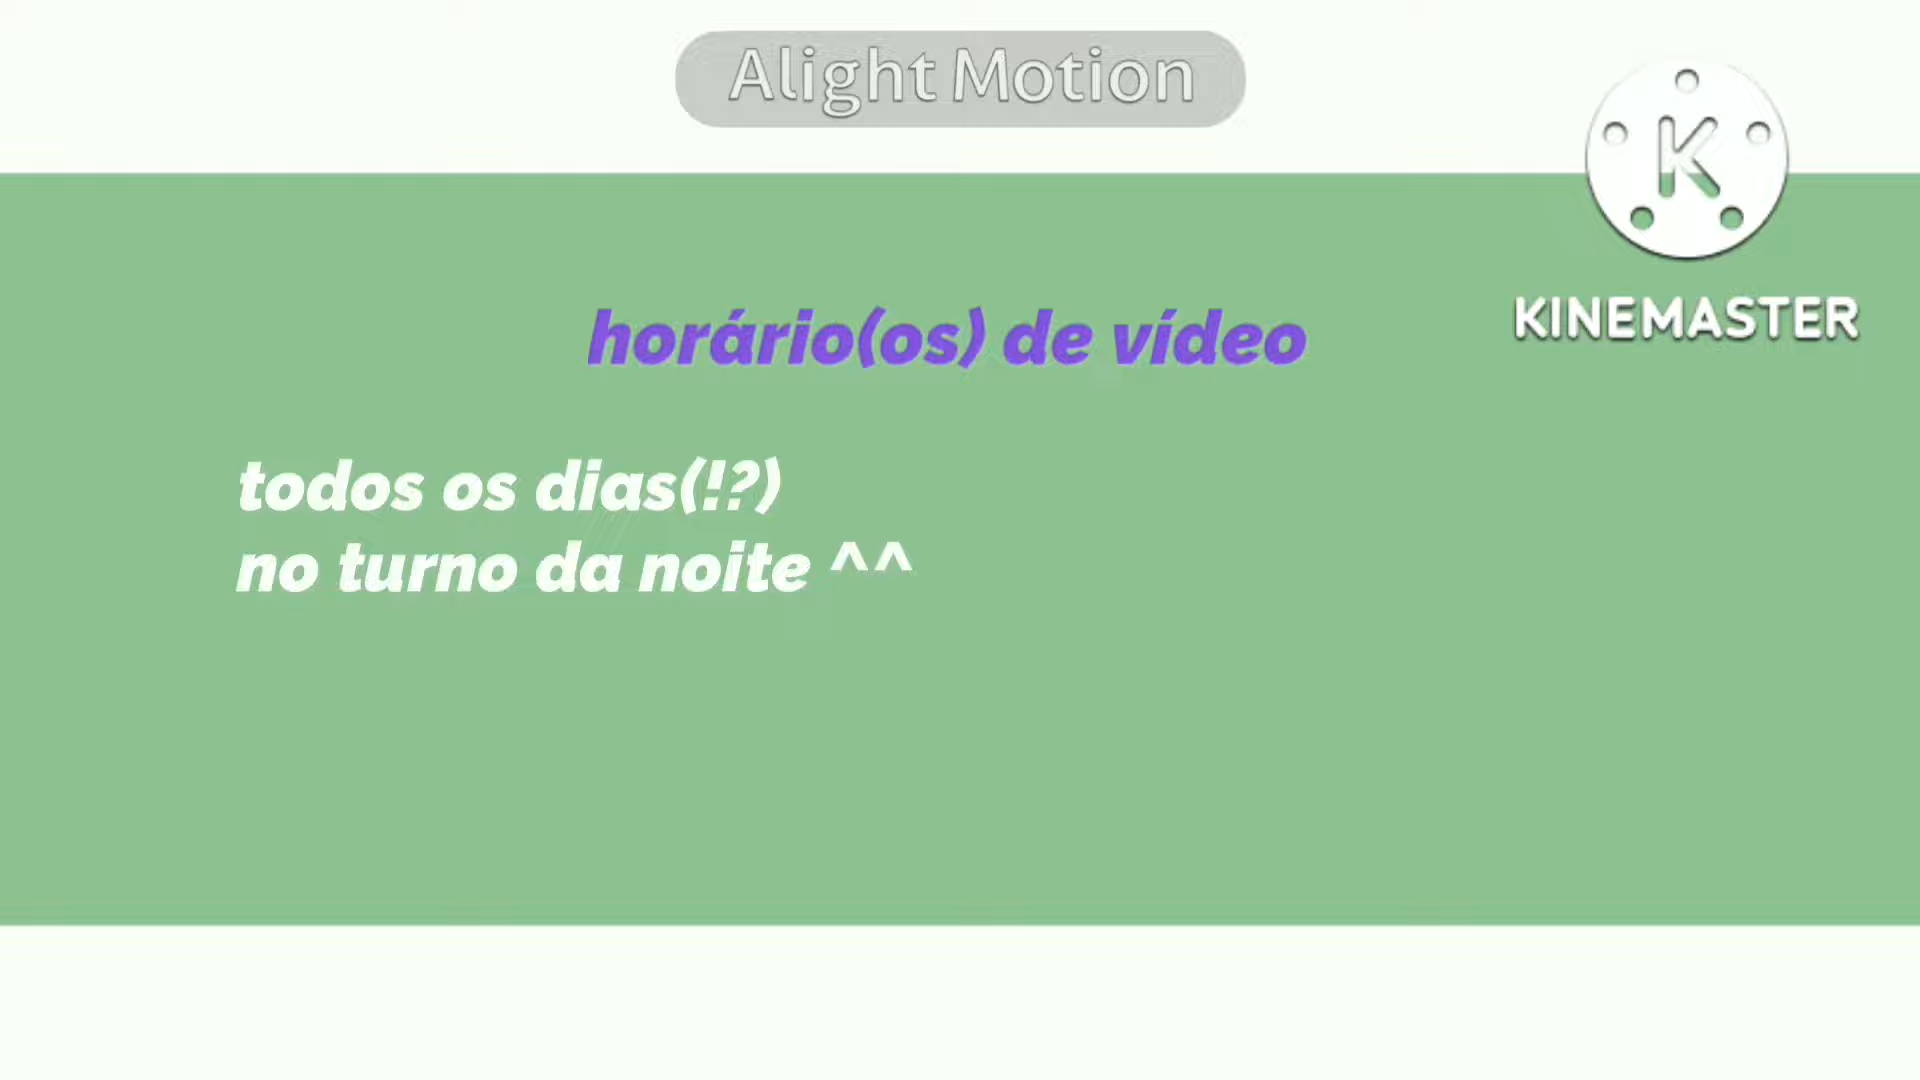 Alight Motion
K
KINEMASTER
horário(os) de vídeo
todos os dias(!?)
no turno da noite ^^